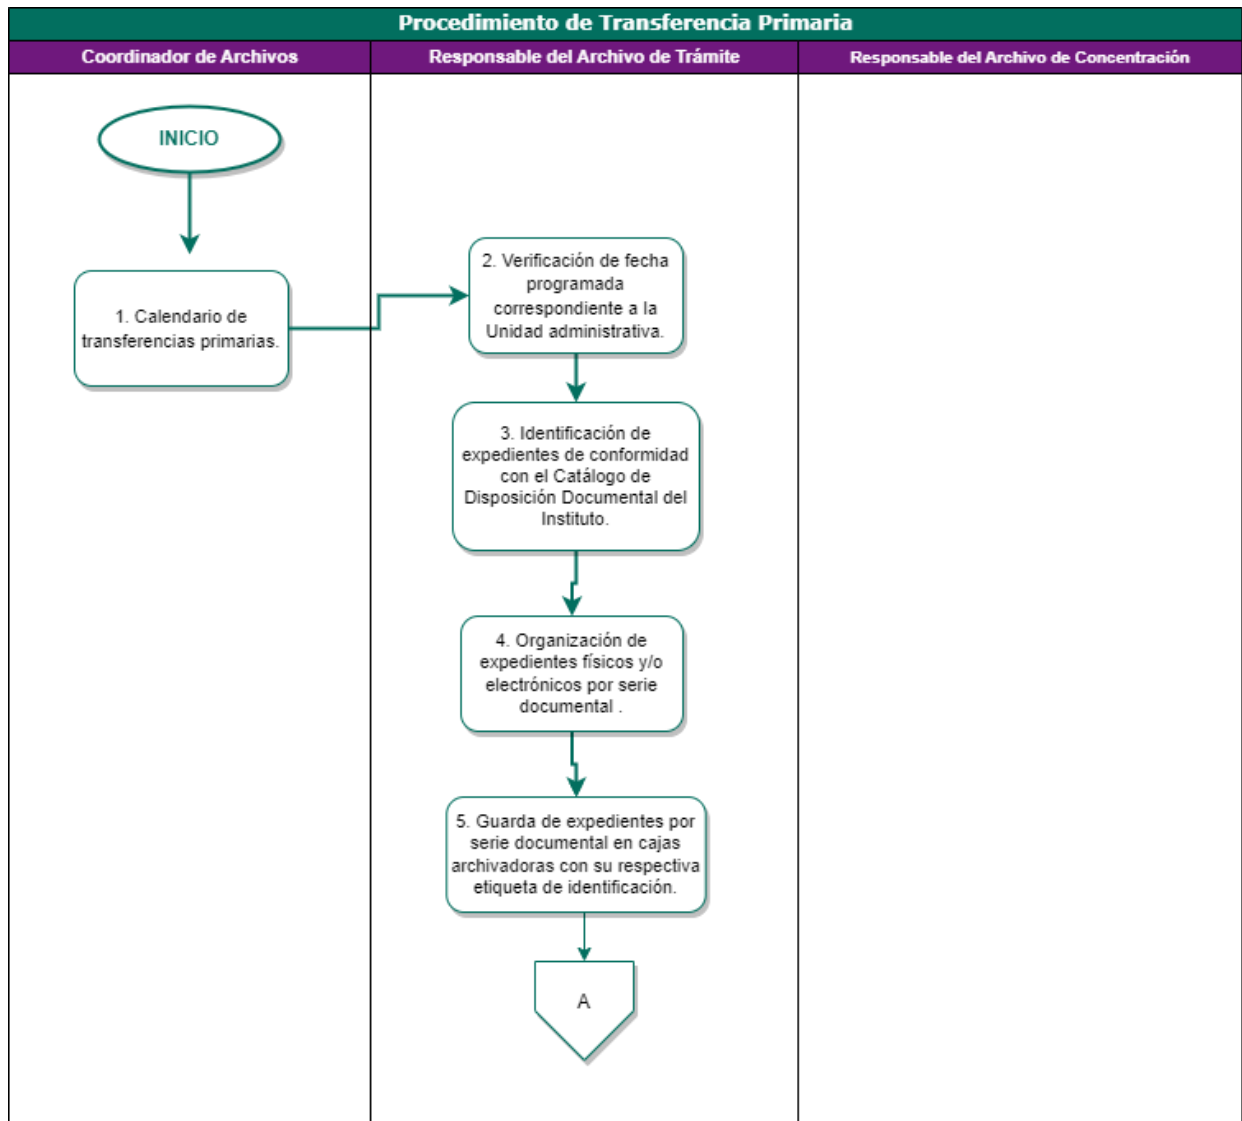 Procedimiento de Transferencia Primaria
Coordinador de Archivos
Responsable del Archivo de Trámite
Responsable del Archivo de Concentración
INICIO
1. Calendario de
transferencias primarias.
2. Verificación de fecha
programada
correspondiente a la
Unidad administrativa.
3. Identificación de
expedientes de conformidad
con el Catálogo de
Disposición Documental del
Instituto.
4. Organización de
expedientes físicos y/o
electrónicos por serie
documental .
5. Guarda de expedientes por
serie documental en cajas
archivadoras con su respectiva
etiqueta de identificación.
A